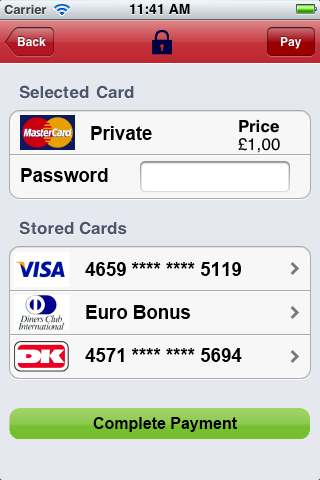 Carrier 11:41 AM
Back Pay
Selected Card
MasterCard Private Price
£1,00
Password
Stored Cards
VISA 4659 **** **** 5119
Diners Club
International
Euro Bonus
DK 4571 **** **** 5694
Complete Payment